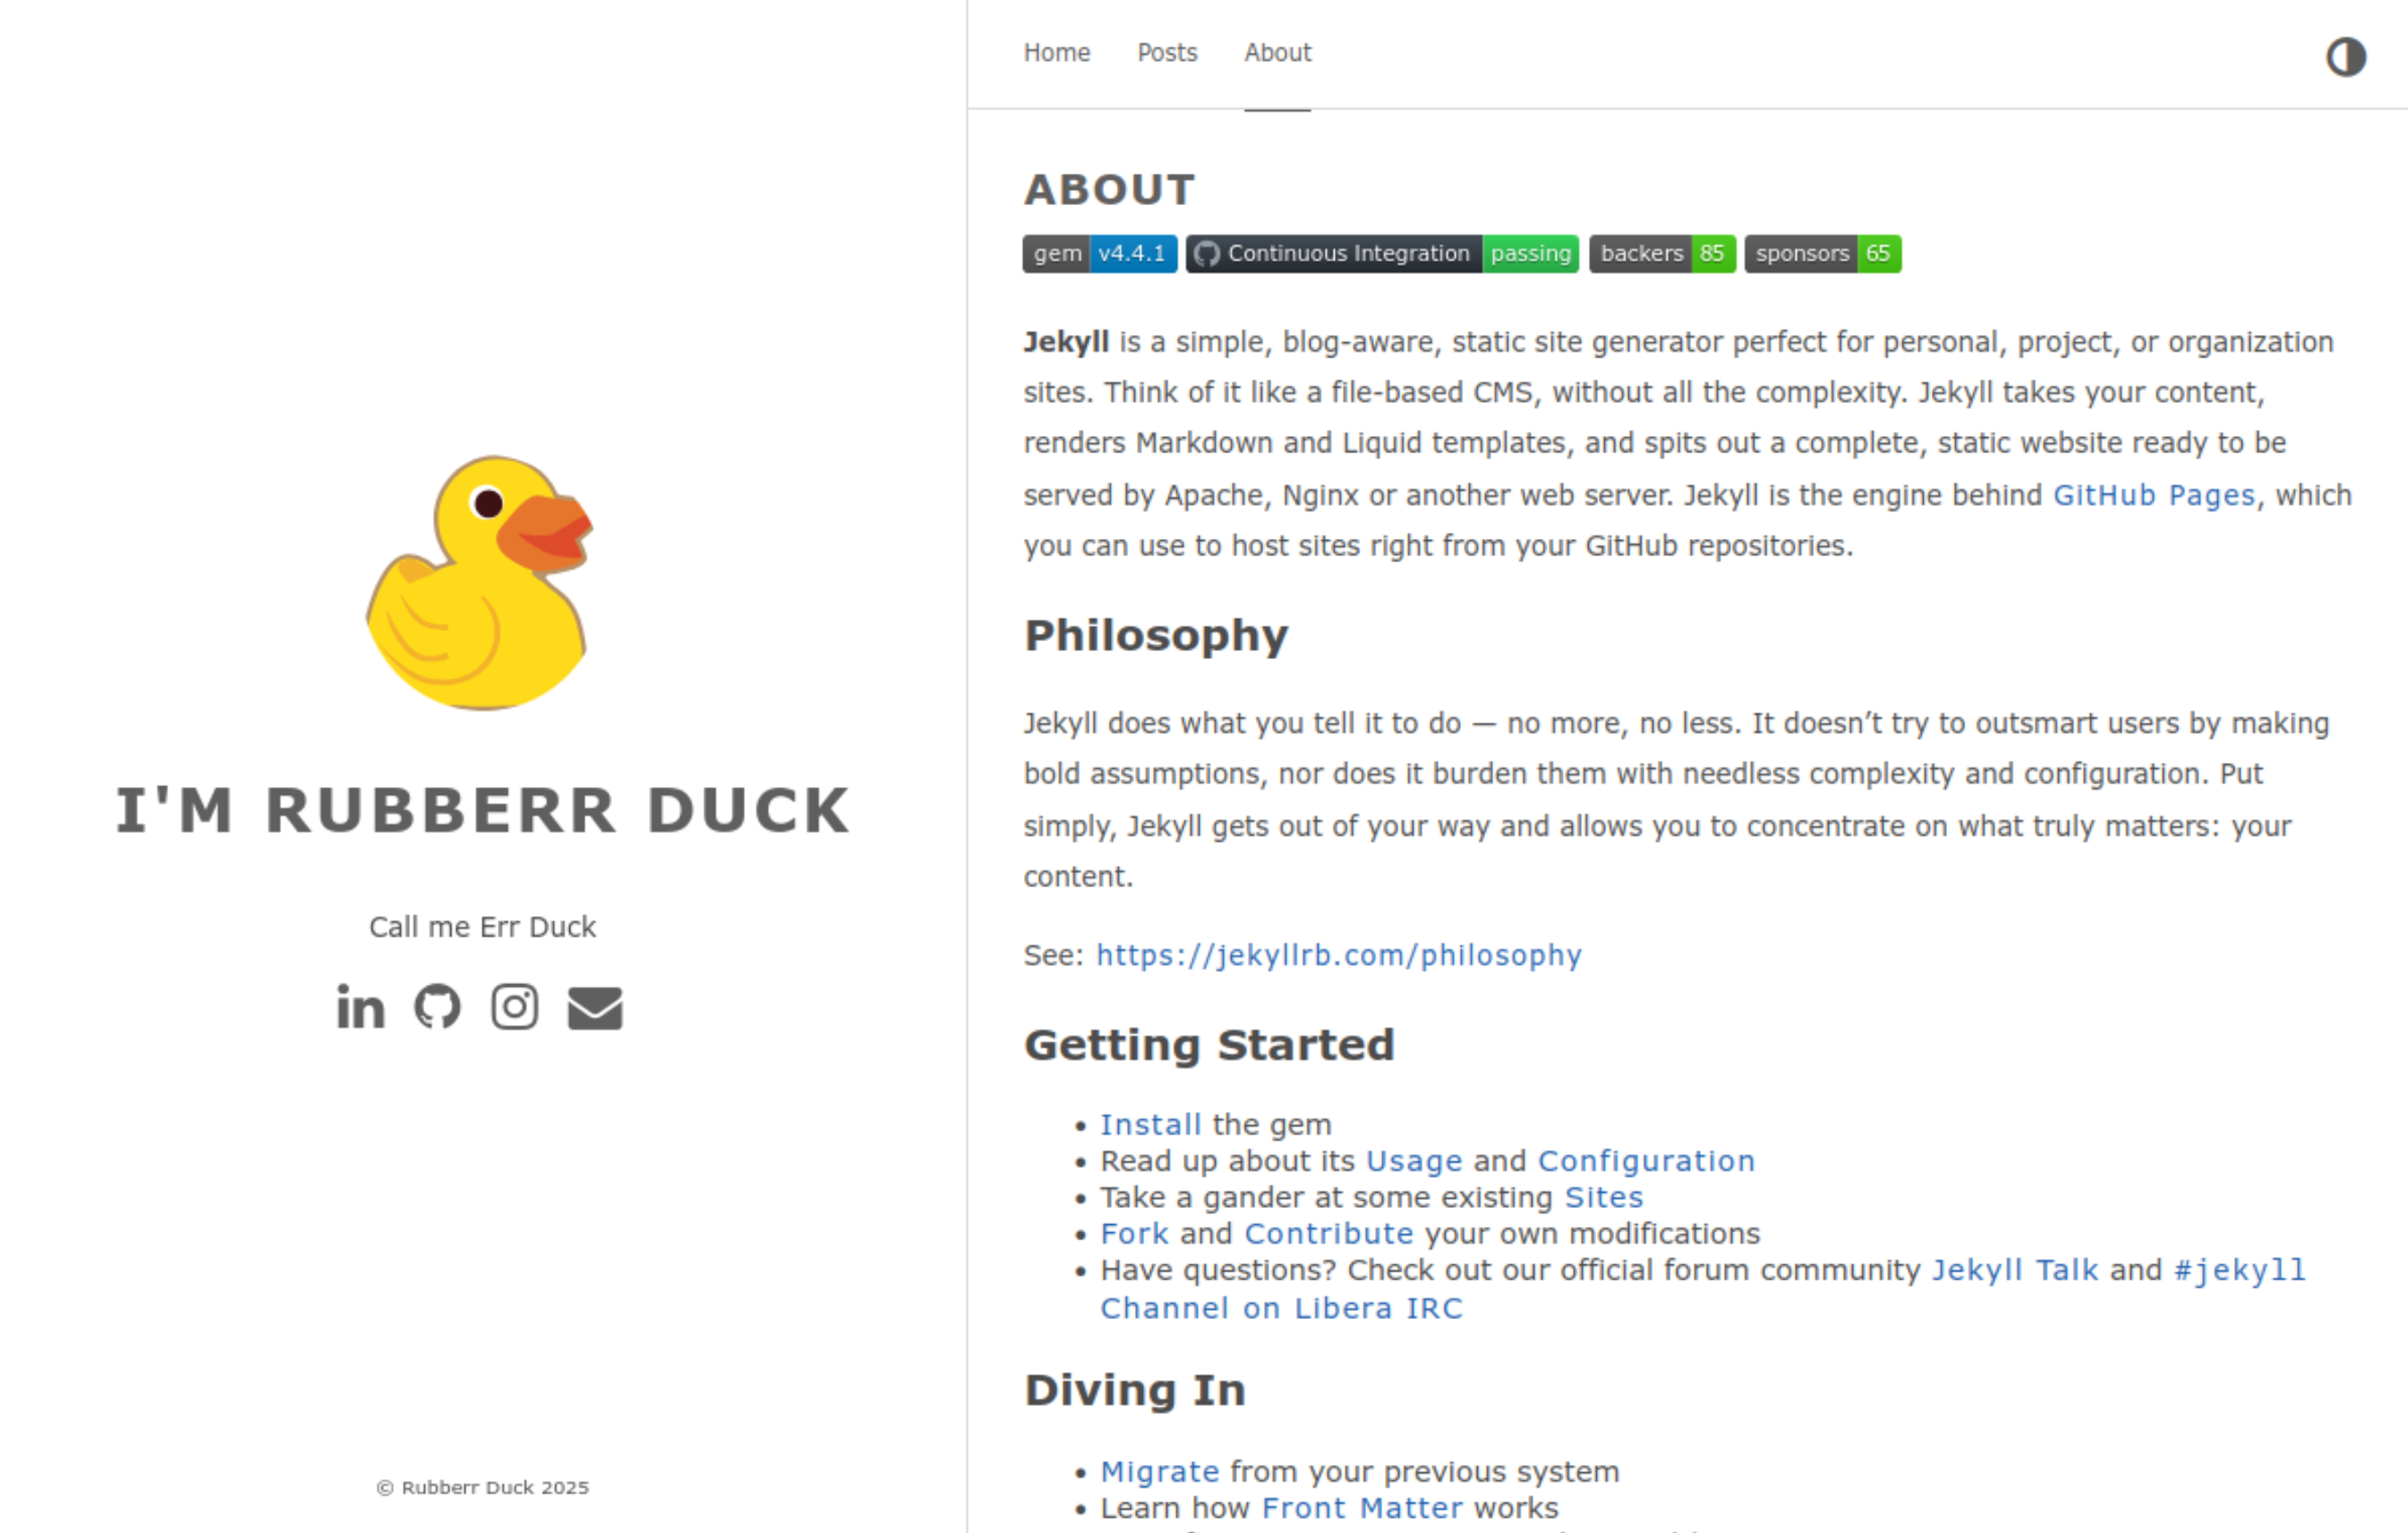 I'M RUBBERR DUCK
Call me Err Duck
in
© Rubberr Duck 2025
Home Posts About
ABOUT
gem v4.4.1 Continuous Integration passing backers 85 sponsors 65
Jekyll is a simple, blog-aware, static site generator perfect for personal, project, or organization
sites. Think of it like a file-based CMS, without all the complexity. Jekyll takes your content,
renders Markdown and Liquid templates, and spits out a complete, static website ready to be
served by Apache, Nginx or another web server. Jekyll is the engine behind GitHub Pages, which
you can use to host sites right from your GitHub repositories.
Philosophy
Jekyll does what you tell it to do — no more, no less. It doesn’t try to outsmart users by making
bold assumptions, nor does it burden them with needless complexity and configuration. Put
simply, Jekyll gets out of your way and allows you to concentrate on what truly matters: your
content.
See: https://jekyllrb.com/philosophy
Getting Started
• Install the gem
• Read up about its Usage and Configuration
• Take a gander at some existing Sites
• Fork and Contribute your own modifications
• Have questions? Check out our official forum community Jekyll Talk and #jekyll
Channel on Libera IRC
Diving In
• Migrate from your previous system
• Learn how Front Matter works